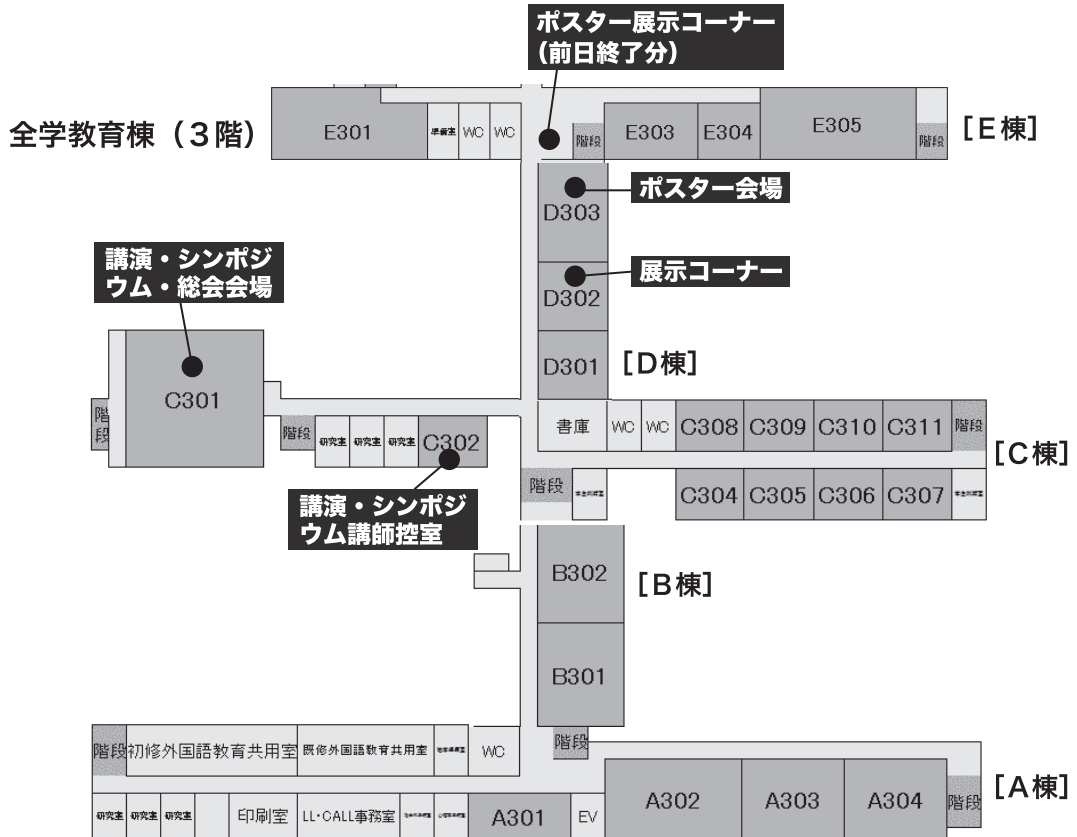 ポスター展示コーナー
（前日終了分）
全学教育棟（３階）
E301
準備室
WC
WC
階段
E303
E304
E305
階段
［Ｅ棟］
ポスター会場
D303
講演・シンポジ
ウム・総会会場
展示コーナー
D302
D301
［Ｄ棟］
C301
階段
階段
研究室
研究室
研究室
C302
書庫
WC
WC
C308
C309
C310
C311
階段
［Ｃ棟］
階段
C304
C305
C306
C307
講演・シンポジ
ウム講師控室
B302
［Ｂ棟］
B301
階段
階段
初修外国語教育共用室
既修外国語教育共用室
WC
［Ａ棟］
研究室
研究室
研究室
印刷室
LL・CALL事務室
A301
EV
A302
A303
A304
階段